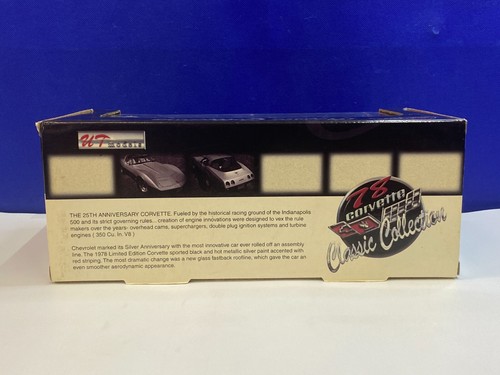 UT
MODELS
THE 25TH ANNIVERSARY CORVETTE. Fueled by the historical racing ground of the Indianapolis
500 and its strict governing rules... creation of engine innovations were designed to vex the rule
makers over the years- overhead cams, superchargers, double plug ignition systems and turbine
engines ( 350 Cu. In. V8 )
Chevrolet marked its Silver Anniversary with the most innovative car ever rolled off an assembly
line. The 1978 Limited Edition Corvette sported black and hot metallic silver paint accented with
red striping. The most dramatic change was a new glass fastback roofline, which gave the car an
even smoother aerodynamic appearance.
78
Corvette
Classic Collection